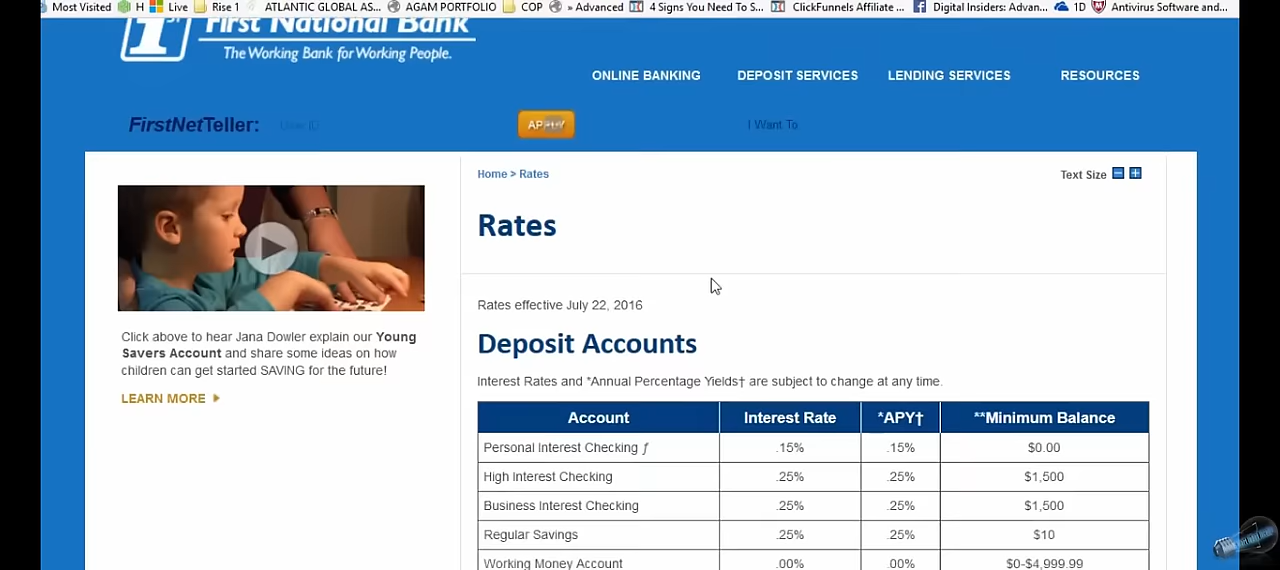 Most Visited H Live Rise 1 ATLANTIC GLOBAL AS... AGAM PORTFOLIO COP » Advanced 4 Signs You Need To S... ClickFunnels Affiliate ... Digital Insiders: Advan... 1D Antivirus Software and...
1st First National Bank
The Working Bank for Working People.
ONLINE BANKING DEPOSIT SERVICES LENDING SERVICES RESOURCES
FirstNetTeller: User ID APPLY I Want To
Home > Rates Text Size
Rates
Rates effective July 22, 2016
Deposit Accounts
Interest Rates and *Annual Percentage Yields† are subject to change at any time.
Account Interest Rate *APY† **Minimum Balance
Personal Interest Checking ƒ .15% .15% $0.00
High Interest Checking .25% .25% $1,500
Business Interest Checking .25% .25% $1,500
Regular Savings .25% .25% $10
Working Money Account .00% .00% $0-$4,999.99
Click above to hear Jana Dowler explain our Young
Savers Account and share some ideas on how
children can get started SAVING for the future!
LEARN MORE